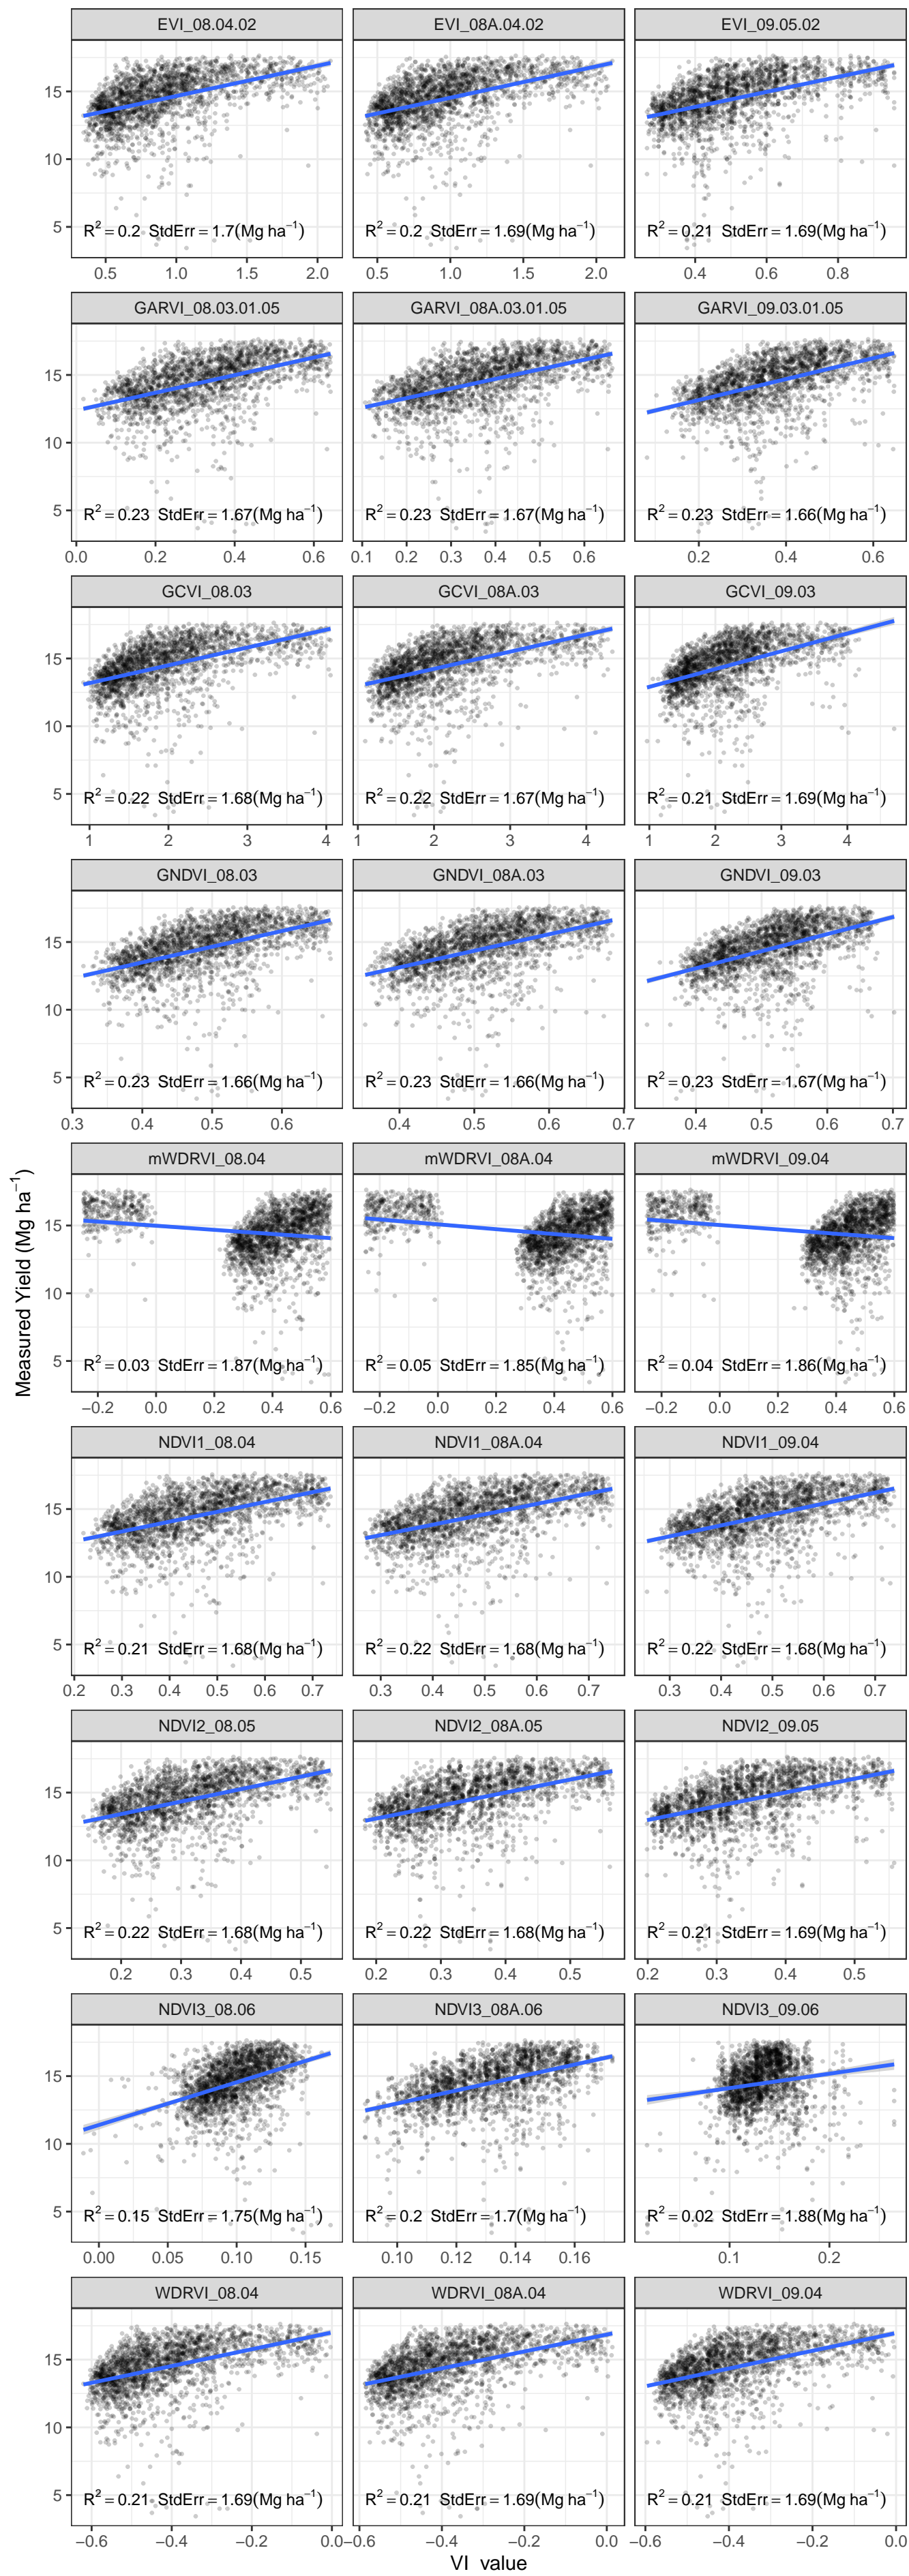 EVI_08.04.02 EVI_08A.04.02 EVI_09.05.02
15
10
5
R² = 0.2 StdErr = 1.7(Mg ha⁻¹) R² = 0.2 StdErr = 1.69(Mg ha⁻¹) R² = 0.21 StdErr = 1.69(Mg ha⁻¹)
0.5 1.0 1.5 2.0 0.5 1.0 1.5 2.0 0.4 0.6 0.8
GARVI_08.03.01.05 GARVI_08A.03.01.05 GARVI_09.03.01.05
15
10
5
R² = 0.23 StdErr = 1.67(Mg ha⁻¹) R² = 0.23 StdErr = 1.67(Mg ha⁻¹) R² = 0.23 StdErr = 1.66(Mg ha⁻¹)
0.0 0.2 0.4 0.6 0.1 0.2 0.3 0.4 0.5 0.6 0.2 0.4 0.6
GCVI_08.03 GCVI_08A.03 GCVI_09.03
15
10
5
R² = 0.22 StdErr = 1.68(Mg ha⁻¹) R² = 0.22 StdErr = 1.67(Mg ha⁻¹) R² = 0.21 StdErr = 1.69(Mg ha⁻¹)
1 2 3 4 1 2 3 4 1 2 3 4
GNDVI_08.03 GNDVI_08A.03 GNDVI_09.03
15
10
5
R² = 0.23 StdErr = 1.66(Mg ha⁻¹) R² = 0.23 StdErr = 1.66(Mg ha⁻¹) R² = 0.23 StdErr = 1.67(Mg ha⁻¹)
0.3 0.4 0.5 0.6 0.4 0.5 0.6 0.7 0.4 0.5 0.6 0.7
Measured Yield (Mg ha⁻¹)
mWDRVI_08.04 mWDRVI_08A.04 mWDRVI_09.04
15
10
5
R² = 0.03 StdErr = 1.87(Mg ha⁻¹) R² = 0.05 StdErr = 1.85(Mg ha⁻¹) R² = 0.04 StdErr = 1.86(Mg ha⁻¹)
−0.2 0.0 0.2 0.4 0.6 −0.2 0.0 0.2 0.4 0.6 −0.2 0.0 0.2 0.4 0.6
NDVI1_08.04 NDVI1_08A.04 NDVI1_09.04
15
10
5
R² = 0.21 StdErr = 1.68(Mg ha⁻¹) R² = 0.22 StdErr = 1.68(Mg ha⁻¹) R² = 0.22 StdErr = 1.68(Mg ha⁻¹)
0.2 0.3 0.4 0.5 0.6 0.7 0.3 0.4 0.5 0.6 0.7 0.3 0.4 0.5 0.6 0.7
NDVI2_08.05 NDVI2_08A.05 NDVI2_09.05
15
10
5
R² = 0.22 StdErr = 1.68(Mg ha⁻¹) R² = 0.22 StdErr = 1.68(Mg ha⁻¹) R² = 0.21 StdErr = 1.69(Mg ha⁻¹)
0.2 0.3 0.4 0.5 0.2 0.3 0.4 0.5 0.2 0.3 0.4 0.5
NDVI3_08.06 NDVI3_08A.06 NDVI3_09.06
15
10
5
R² = 0.15 StdErr = 1.75(Mg ha⁻¹) R² = 0.2 StdErr = 1.7(Mg ha⁻¹) R² = 0.02 StdErr = 1.88(Mg ha⁻¹)
0.00 0.05 0.10 0.15 0.10 0.12 0.14 0.16 0.1 0.2
WDRVI_08.04 WDRVI_08A.04 WDRVI_09.04
15
10
5
R² = 0.21 StdErr = 1.69(Mg ha⁻¹) R² = 0.21 StdErr = 1.69(Mg ha⁻¹) R² = 0.21 StdErr = 1.69(Mg ha⁻¹)
−0.6 −0.4 −0.2 0.0 −0.6 −0.4 −0.2 0.0 −0.6 −0.4 −0.2 0.0
VI value